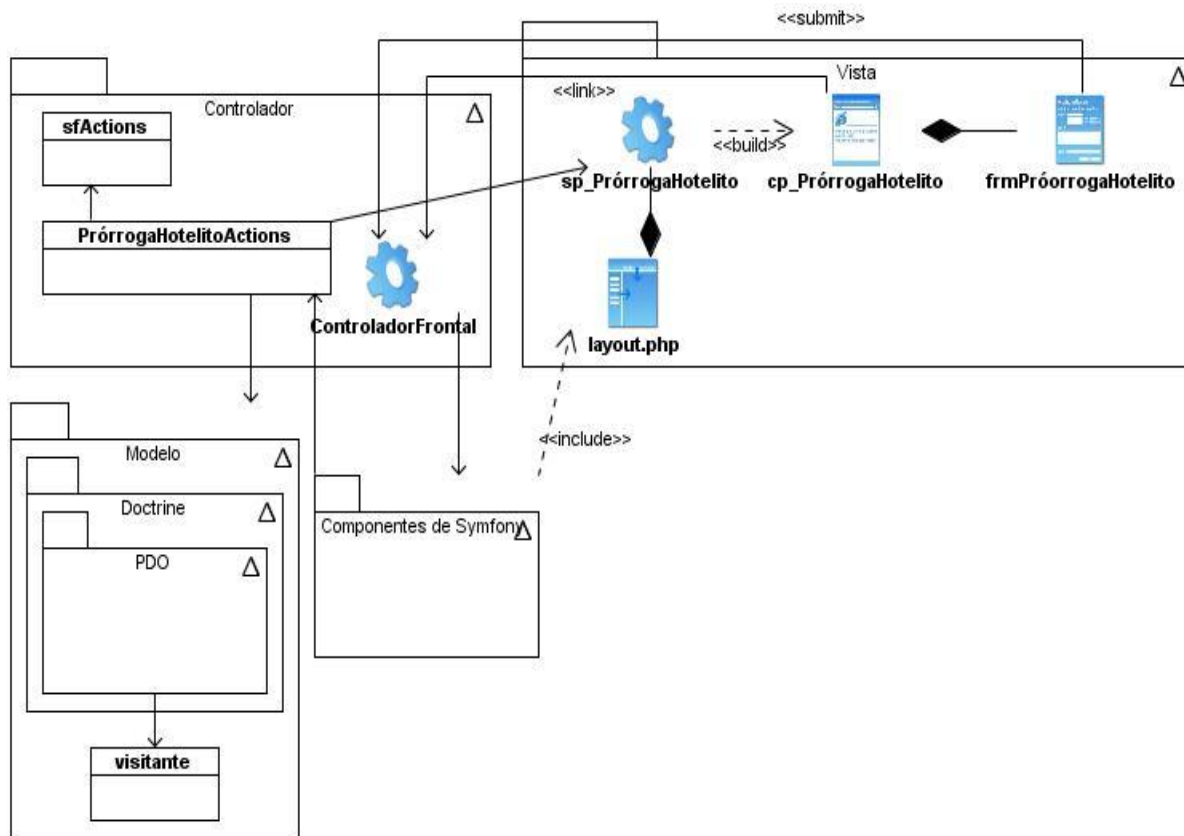 <<submit>>
Vista
Controlador
<<link>>
sfActions
<<build>>
sp_PrórrogaHotelito
cp_PrórrogaHotelito
frmPróorrogaHotelito
PrórrogaHotelitoActions
ControladorFrontal
layout.php
<<include>>
Modelo
Doctrine
Componentes de Symfony
PDO
visitante